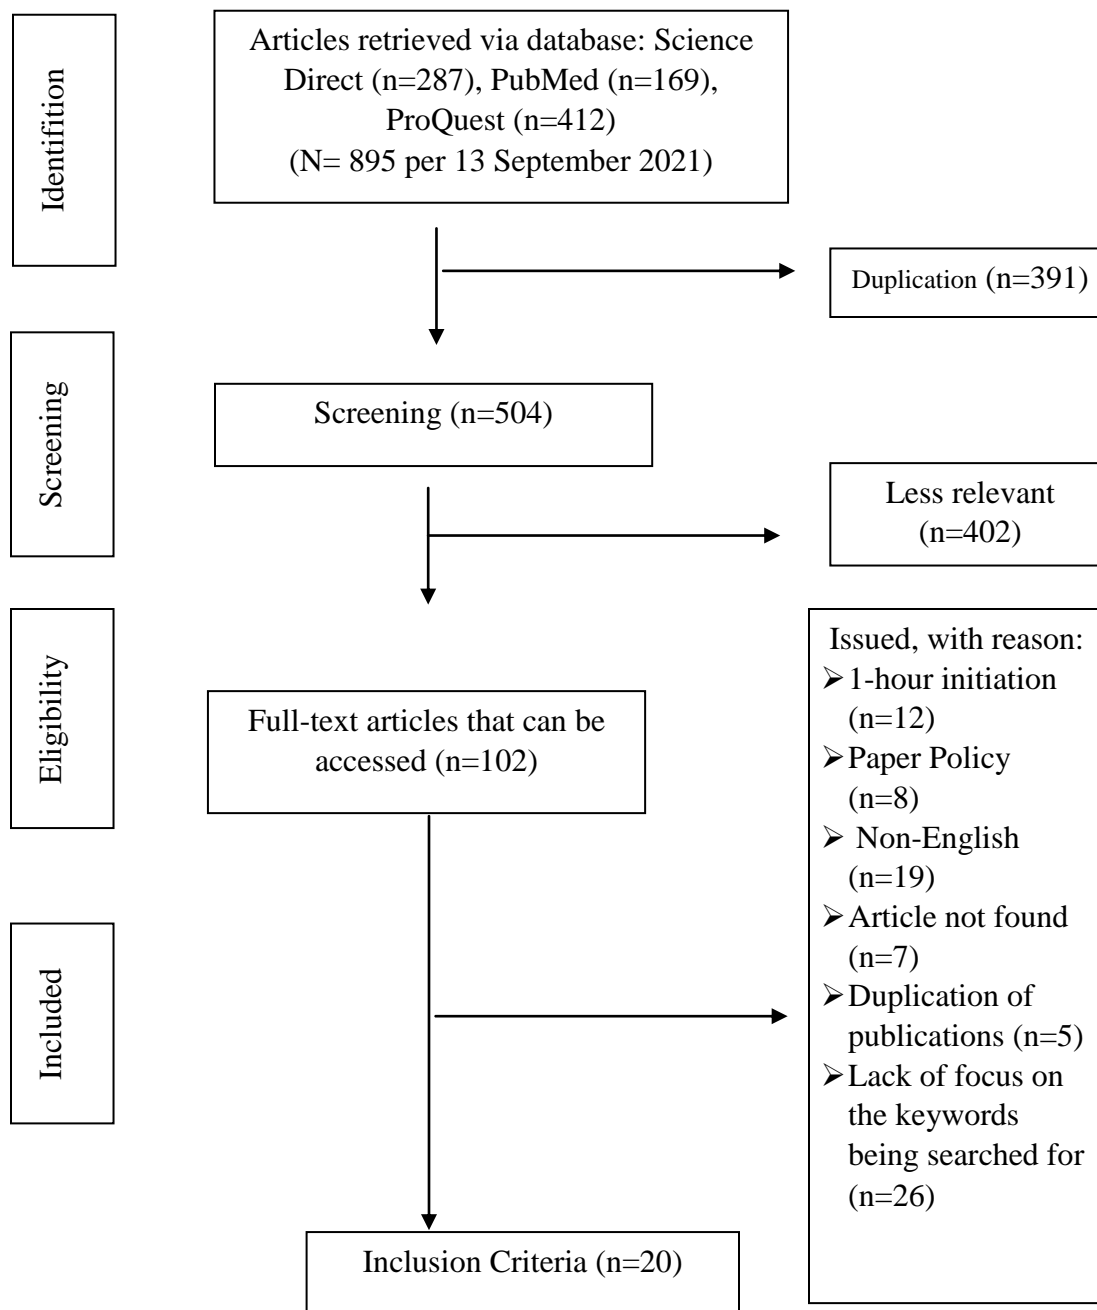 Identifition
Articles retrieved via database: Science
Direct (n=287), PubMed (n=169),
ProQuest (n=412)
(N= 895 per 13 September 2021)
Duplication (n=391)
Screening
Screening (n=504)
Less relevant
(n=402)
Eligibility
Full-text articles that can be
accessed (n=102)
Issued, with reason:
➢1-hour initiation
(n=12)
➢Paper Policy
(n=8)
➢ Non-English
(n=19)
➢Article not found
(n=7)
➢Duplication of
publications (n=5)
➢Lack of focus on
the keywords
being searched for
(n=26)
Included
Inclusion Criteria (n=20)